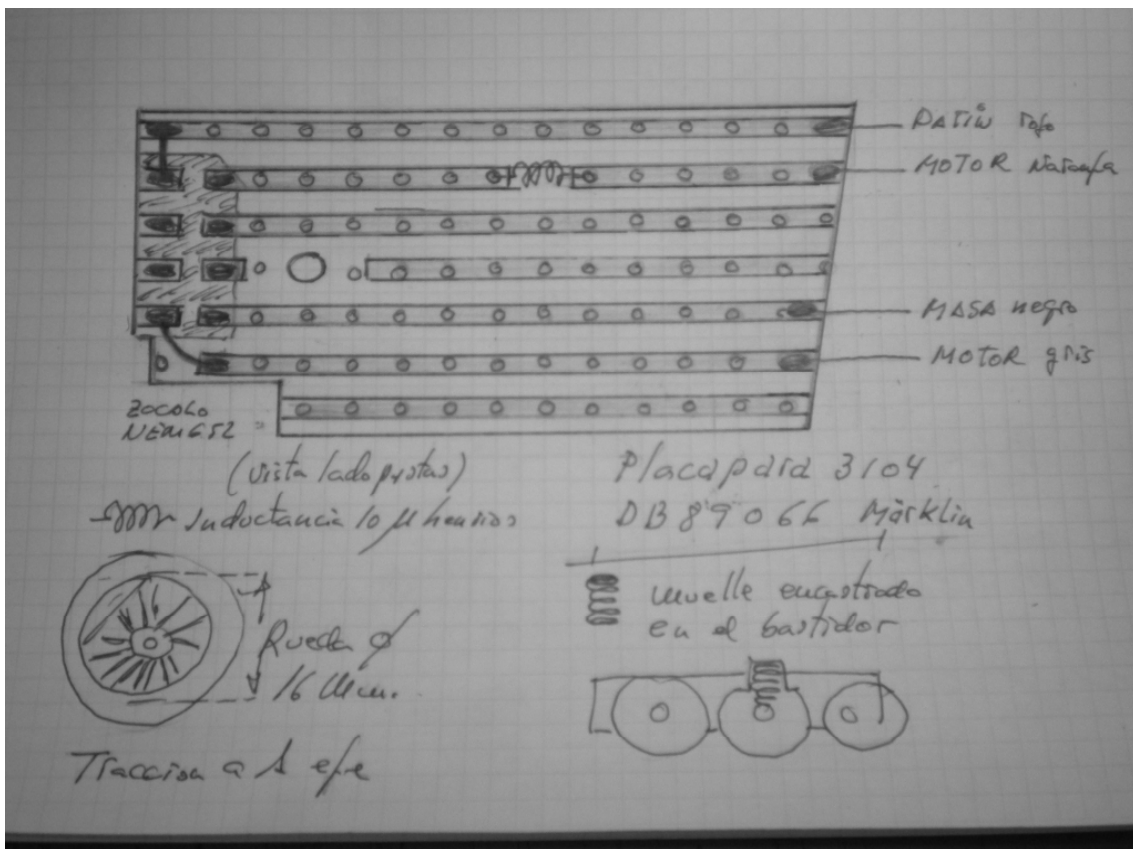 PATIN rojo
MOTOR Naranja
MASA negro
MOTOR gris
ZOCOLO
NEM652
(vista lado pistas)
Inductancia 10 µhenrios
Placa para 3104
DB 89066 Märklin
muelle encastrado
en el bastidor
Rueda ø
16 mm.
Traccion a 1 eje